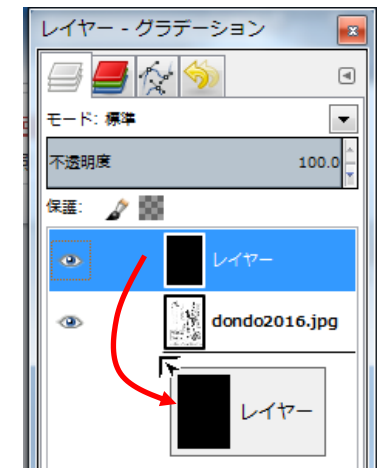 レイヤー - グラデーション
モード: 標準
不透明度 100.0
保護:
レイヤー
dondo2016.jpg
レイヤー